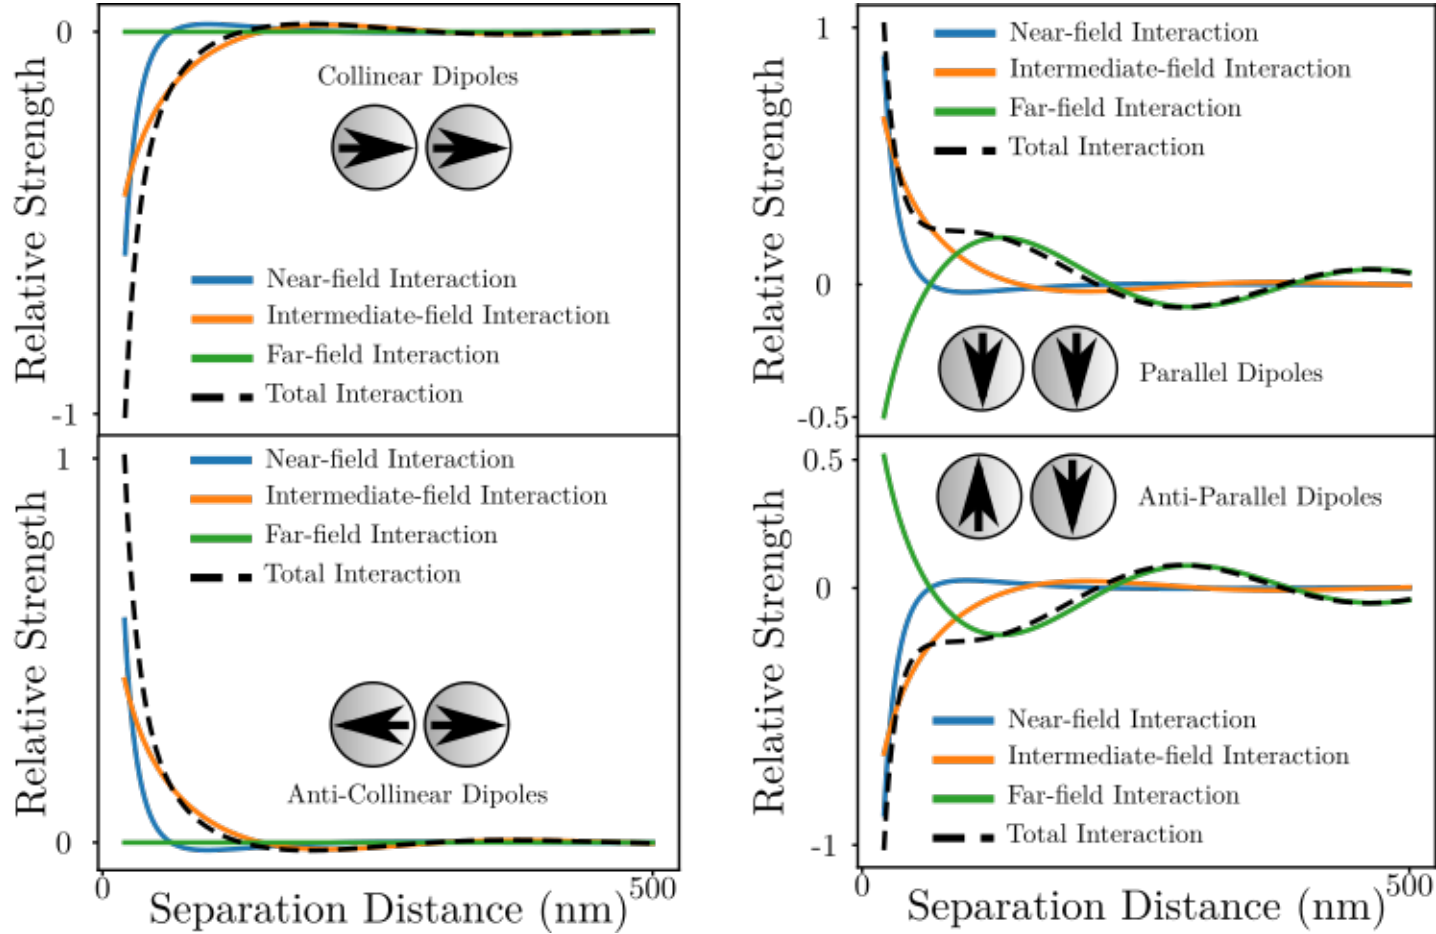 0
Relative Strength
Collinear Dipoles
Near-field Interaction
Intermediate-field Interaction
Far-field Interaction
Total Interaction
-1
1
Near-field Interaction
Intermediate-field Interaction
Far-field Interaction
Total Interaction
1
Relative Strength
0
Parallel Dipoles
-0.5
1
Near-field Interaction
Intermediate-field Interaction
Far-field Interaction
Total Interaction
Relative Strength
Anti-Collinear Dipoles
0
0
500
Separation Distance (nm)
0.5
Anti-Parallel Dipoles
Relative Strength
0
Near-field Interaction
Intermediate-field Interaction
Far-field Interaction
Total Interaction
-1
0
500
Separation Distance (nm)